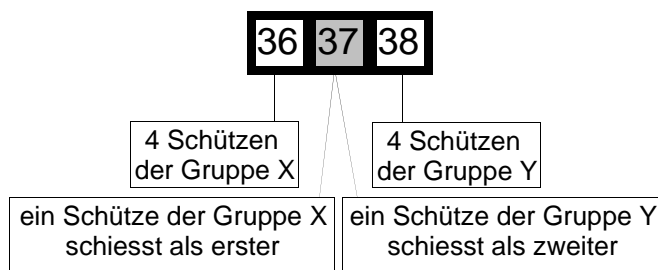 36 37 38
4 Schützen
der Gruppe X
4 Schützen
der Gruppe Y
ein Schütze der Gruppe X
schiesst als erster
ein Schütze der Gruppe Y
schiesst als zweiter